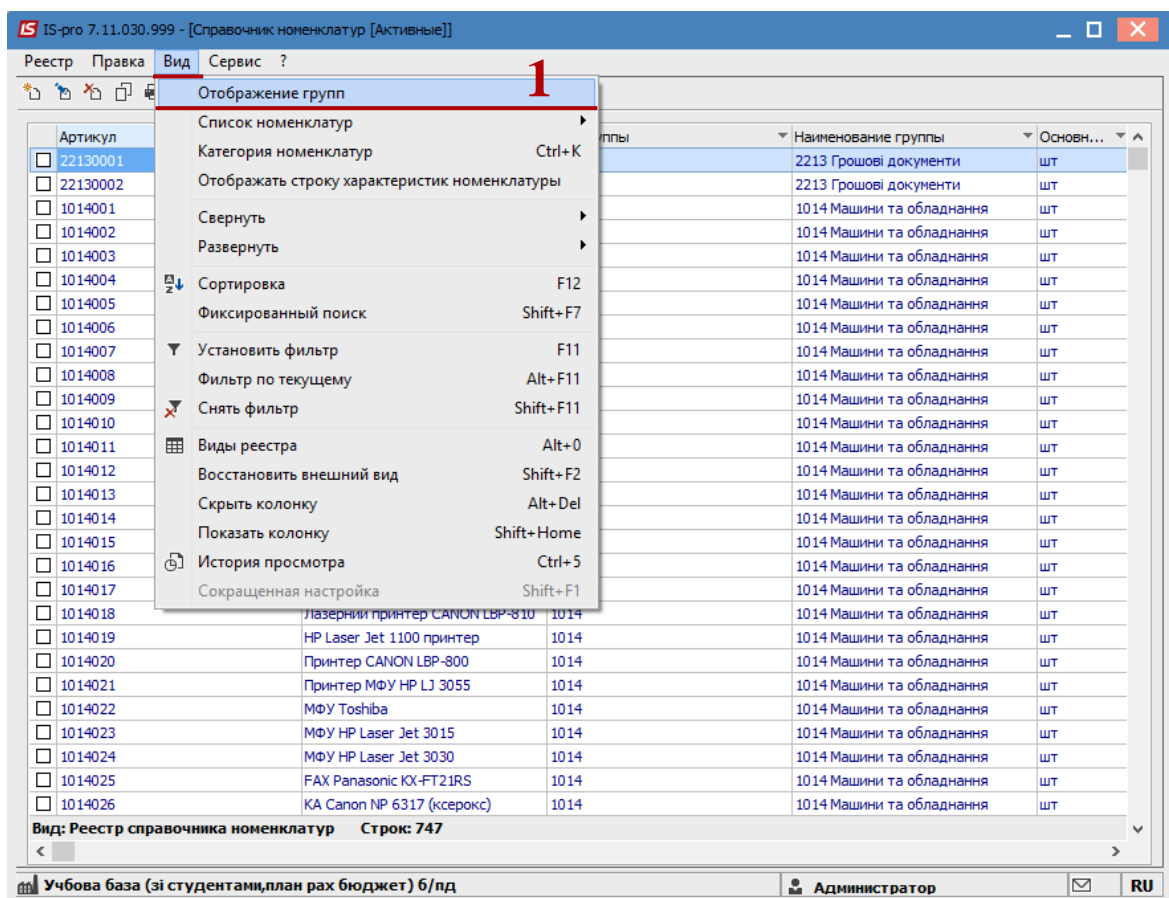 IS-pro 7.11.030.999 - [Справочник номенклатур [Активные]]
Реестр Правка Вид Сервис ?
1
Отображение групп
Список номенклатур
Категория номенклатур Ctrl+K
Отображать строку характеристик номенклатуры
Свернуть
Развернуть
Сортировка F12
Фиксированный поиск Shift+F7
Установить фильтр F11
Фильтр по текущему Alt+F11
Снять фильтр Shift+F11
Виды реестра Alt+0
Восстановить внешний вид Shift+F2
Скрыть колонку Alt+Del
Показать колонку Shift+Home
История просмотра Ctrl+5
Сокращенная настройка Shift+F1
Артикул ппы Наименование группы Основн...
22130001 2213 Грошові документи шт
22130002 2213 Грошові документи шт
1014001 1014 Машини та обладнання шт
1014002 1014 Машини та обладнання шт
1014003 1014 Машини та обладнання шт
1014004 1014 Машини та обладнання шт
1014005 1014 Машини та обладнання шт
1014006 1014 Машини та обладнання шт
1014007 1014 Машини та обладнання шт
1014008 1014 Машини та обладнання шт
1014009 1014 Машини та обладнання шт
1014010 1014 Машини та обладнання шт
1014011 1014 Машини та обладнання шт
1014012 1014 Машини та обладнання шт
1014013 1014 Машини та обладнання шт
1014014 1014 Машини та обладнання шт
1014015 1014 Машини та обладнання шт
1014016 1014 Машини та обладнання шт
1014017 1014 Машини та обладнання шт
1014018 Лазерний принтер CANON LBP-810 1014 1014 Машини та обладнання шт
1014019 HP Laser Jet 1100 принтер 1014 1014 Машини та обладнання шт
1014020 Принтер CANON LBP-800 1014 1014 Машини та обладнання шт
1014021 Принтер МФУ HP LJ 3055 1014 1014 Машини та обладнання шт
1014022 МФУ Toshiba 1014 1014 Машини та обладнання шт
1014023 МФУ HP Laser Jet 3015 1014 1014 Машини та обладнання шт
1014024 МФУ HP Laser Jet 3030 1014 1014 Машини та обладнання шт
1014025 FAX Panasonic KX-FT21RS 1014 1014 Машини та обладнання шт
1014026 КА Canon NP 6317 (ксерокс) 1014 1014 Машини та обладнання шт
Вид: Реестр справочника номенклатур Строк: 747
Учбова база (зі студентами,план рах бюджет) б/пд Администратор RU